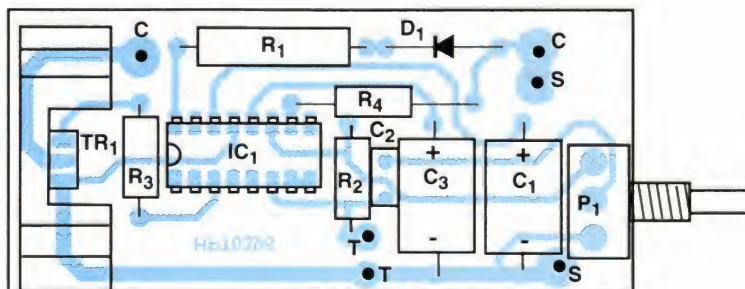 C
R1
D1
C
S
R4
TR1
R3
IC1
C2
R2
+
C3
-
+
C1
-
P1
T
T
S